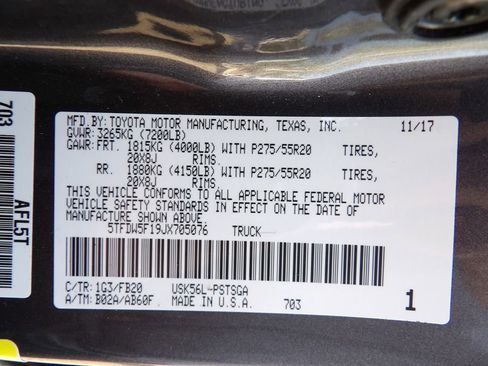 MFD.BY: TOYOTA MOTOR MANUFACTURING, TEXAS, INC. 11/17
GVWR: 3265KG (7200LB)
GAWR: FRT. 1815KG (4000LB) WITH P275/55R20 TIRES,
20X8J RIMS.
RR. 1880KG (4150LB) WITH P275/55R20 TIRES,
20X8J RIMS.
THIS VEHICLE CONFORMS TO ALL APPLICABLE FEDERAL MOTOR
VEHICLE SAFETY STANDARDS IN EFFECT ON THE DATE OF
MANUFACTURE SHOWN ABOVE.
5TFDW5F19JX705076 TRUCK
C/TR: 1G3/FB20 USK56L-PSTSGA
A/TM: B02A/AB60F MADE IN U.S.A. 703 1
703
AFL5T